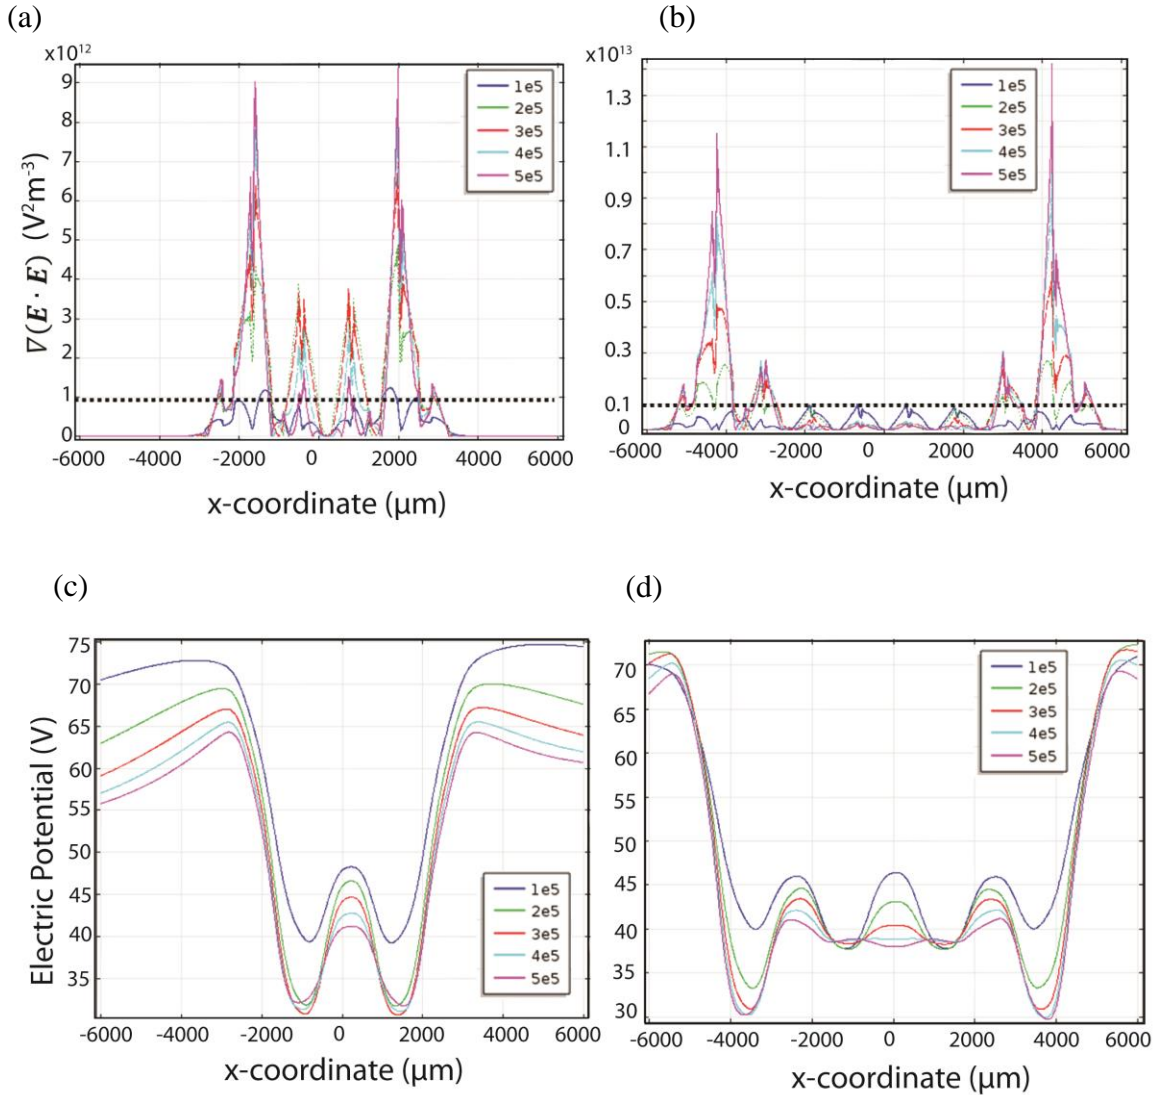 (a)
(b)
x10¹²
9
8
7
6
5
4
3
2
1
0
∇(E · E) (V²m⁻³)
1e5
2e5
3e5
4e5
5e5
-6000 -4000 -2000 0 2000 4000 6000
x-coordinate (μm)
x10¹³
1.3
1.1
0.9
0.7
0.5
0.3
0.1
0
1e5
2e5
3e5
4e5
5e5
-6000 -4000 -2000 0 2000 4000 6000
x-coordinate (μm)
(c)
(d)
75
70
65
60
55
50
45
40
35
Electric Potential (V)
1e5
2e5
3e5
4e5
5e5
-6000 -4000 -2000 0 2000 4000 6000
x-coordinate (μm)
70
65
60
55
50
45
40
35
30
1e5
2e5
3e5
4e5
5e5
-6000 -4000 -2000 0 2000 4000 6000
x-coordinate (μm)